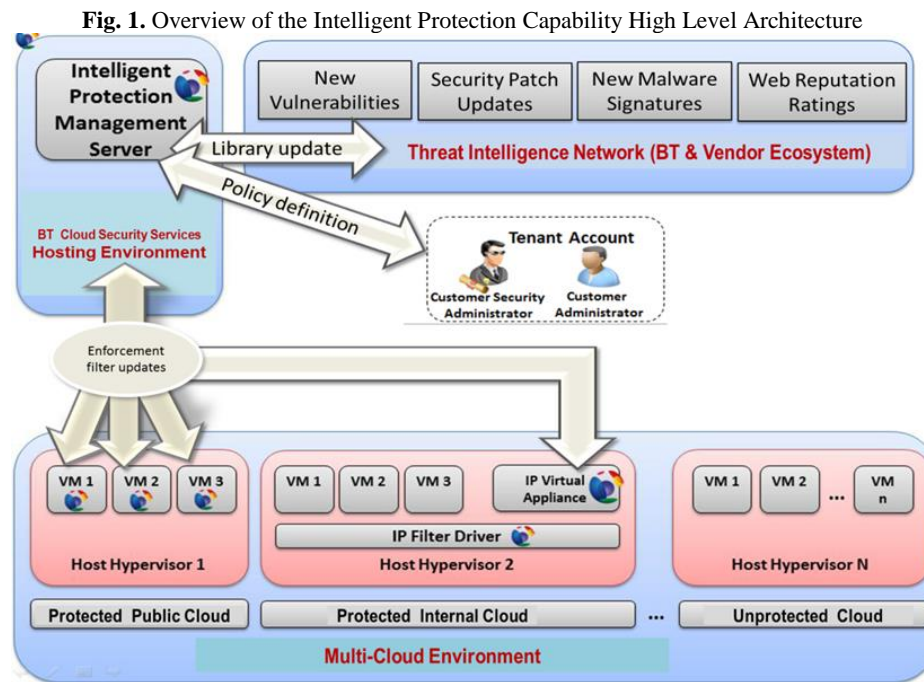 Fig. 1. Overview of the Intelligent Protection Capability High Level Architecture
Intelligent
Protection
Management
Server
New
Vulnerabilities
Security Patch
Updates
New Malware
Signatures
Web Reputation
Ratings
Library update
Threat Intelligence Network (BT & Vendor Ecosystem)
Policy definition
BT Cloud Security Services
Hosting Environment
Tenant Account
Customer Security
Administrator
Customer
Administrator
Enforcement
filter updates
VM 1
VM 2
VM 3
Host Hypervisor 1
VM 1
VM 2
VM 3
IP Virtual
Appliance
IP Filter Driver
Host Hypervisor 2
VM 1
VM 2
...
VM
n
Host Hypervisor N
Protected Public Cloud
Protected Internal Cloud
...
Unprotected Cloud
Multi-Cloud Environment